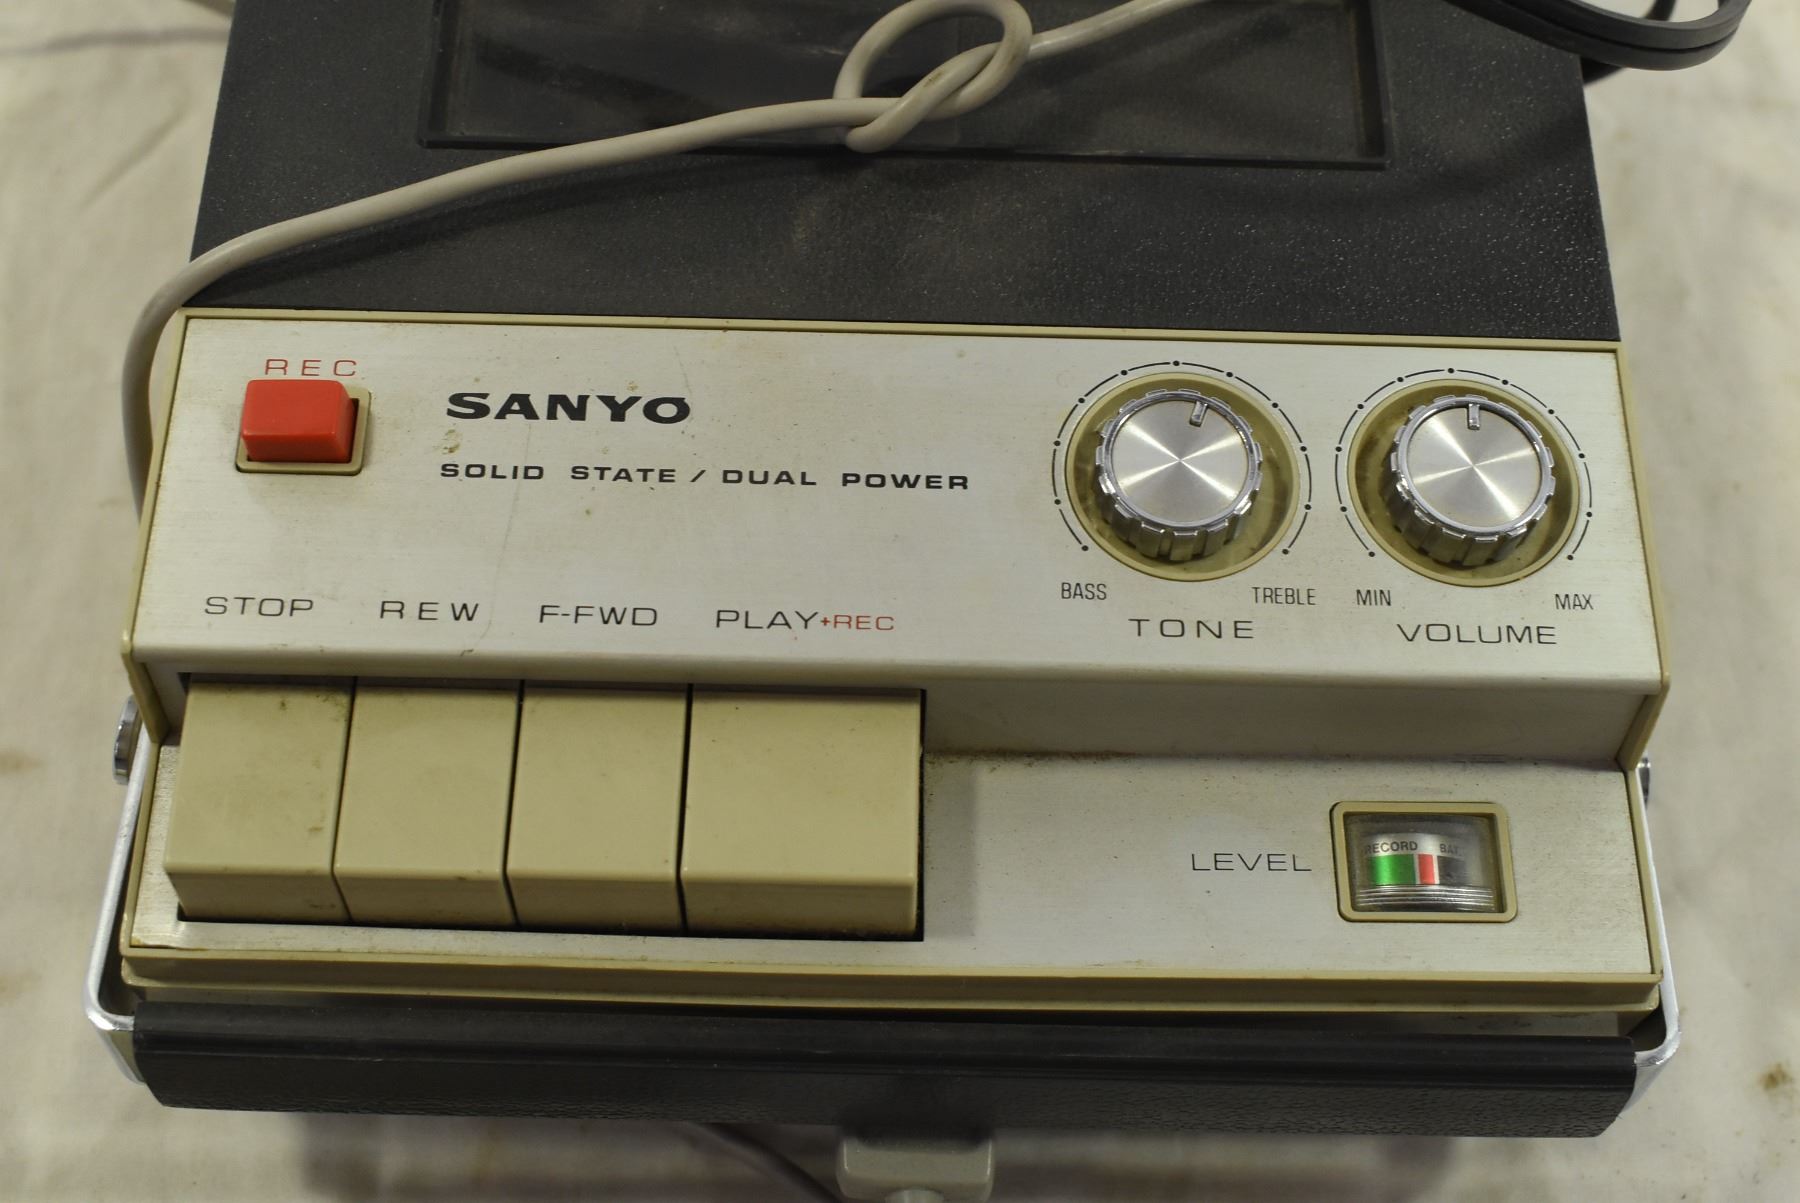 REC
SANYO
SOLID STATE / DUAL POWER
STOP REW F-FWD PLAY+REC
BASS TREBLE MIN MAX
TONE VOLUME
LEVEL
RECORD BAT